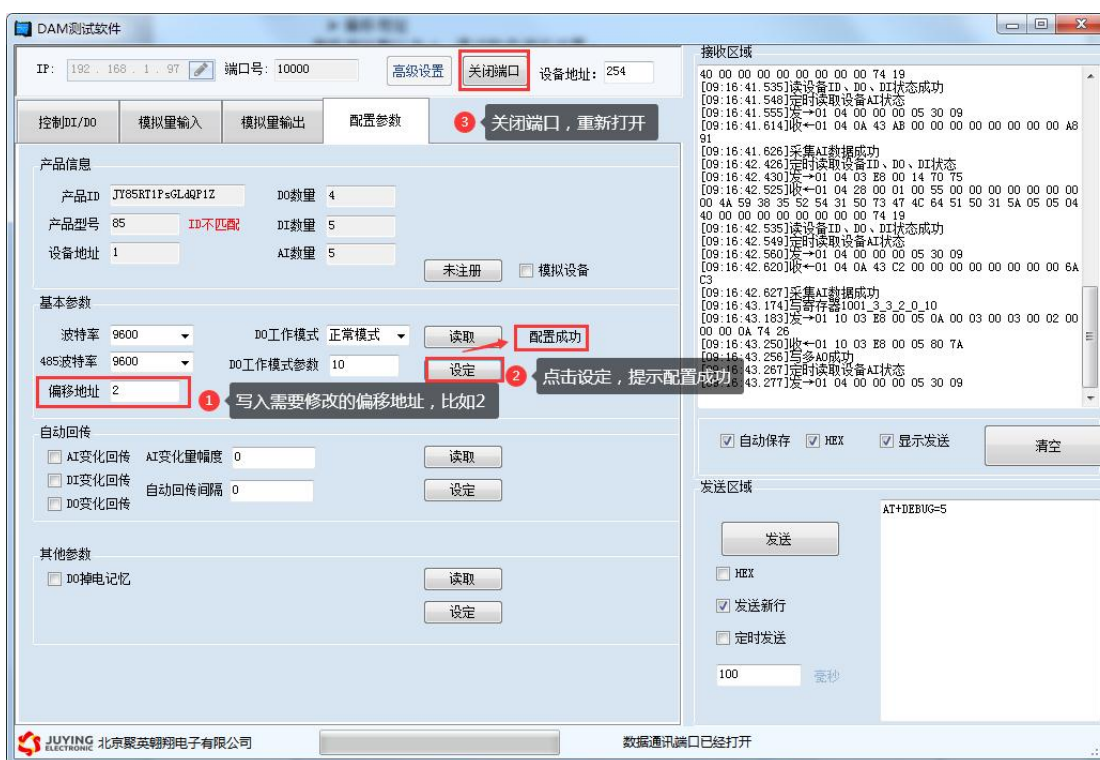 DAM测试软件
IP: 192 . 168 . 1 . 97 端口号: 10000 高级设置 关闭端口 设备地址: 254
控制DI/DO 模拟量输入 模拟量输出 配置参数
3 关闭端口，重新打开
产品信息
产品ID JY85RT1PsGLdQP1Z DO数量 4
产品型号 85 ID不匹配 DI数量 5
设备地址 1 AI数量 5
未注册 模拟设备
基本参数
波特率 9600 DO工作模式 正常模式 读取 配置成功
485波特率 9600 DO工作模式参数 10 设定
2 点击设定，提示配置成功
偏移地址 2
1 写入需要修改的偏移地址，比如2
自动回传
AI变化回传 AI变化量幅度 0 读取
DI变化回传 自动回传间隔 0 设定
DO变化回传
其他参数
DO掉电记忆 读取
设定
接收区域
40 00 00 00 00 00 00 00 00 74 19
[09:16:41.535]读设备ID、DO、DI状态成功
[09:16:41.548]定时读取设备AI状态
[09:16:41.555]发→01 04 00 00 00 05 30 09
[09:16:41.614]收←01 04 0A 43 AB 00 00 00 00 00 00 00 00 A8
91
[09:16:41.626]采集AI数据成功
[09:16:42.426]定时读取设备ID、DO、DI状态
[09:16:42.430]发→01 04 03 E8 00 14 70 75
[09:16:42.525]收←01 04 28 00 01 00 55 00 00 00 00 00 00 00
00 4A 59 38 35 52 54 31 50 73 47 4C 64 51 50 31 5A 05 05 04
40 00 00 00 00 00 00 00 00 74 19
[09:16:42.535]读设备ID、DO、DI状态成功
[09:16:42.549]定时读取设备AI状态
[09:16:42.560]发→01 04 00 00 00 05 30 09
[09:16:42.620]收←01 04 0A 43 C2 00 00 00 00 00 00 00 00 6A
C3
[09:16:42.627]采集AI数据成功
[09:16:43.174]写寄存器1001_3_3_2_0_10
[09:16:43.183]发→01 10 03 E8 00 05 0A 00 03 00 03 00 02 00
00 00 0A 74 26
[09:16:43.250]收←01 10 03 E8 00 05 80 7A
[09:16:43.256]写多AO成功
[09:16:43.267]定时读取设备AI状态
:16:43.277]发→01 04 00 00 00 05 30 09
自动保存 HEX 显示发送 清空
发送区域
发送
AT+DEBUG=5
HEX
发送新行
定时发送
100 毫秒
JUYING ELECTRONIC 北京聚英翱翔电子有限公司 数据通讯端口已经打开